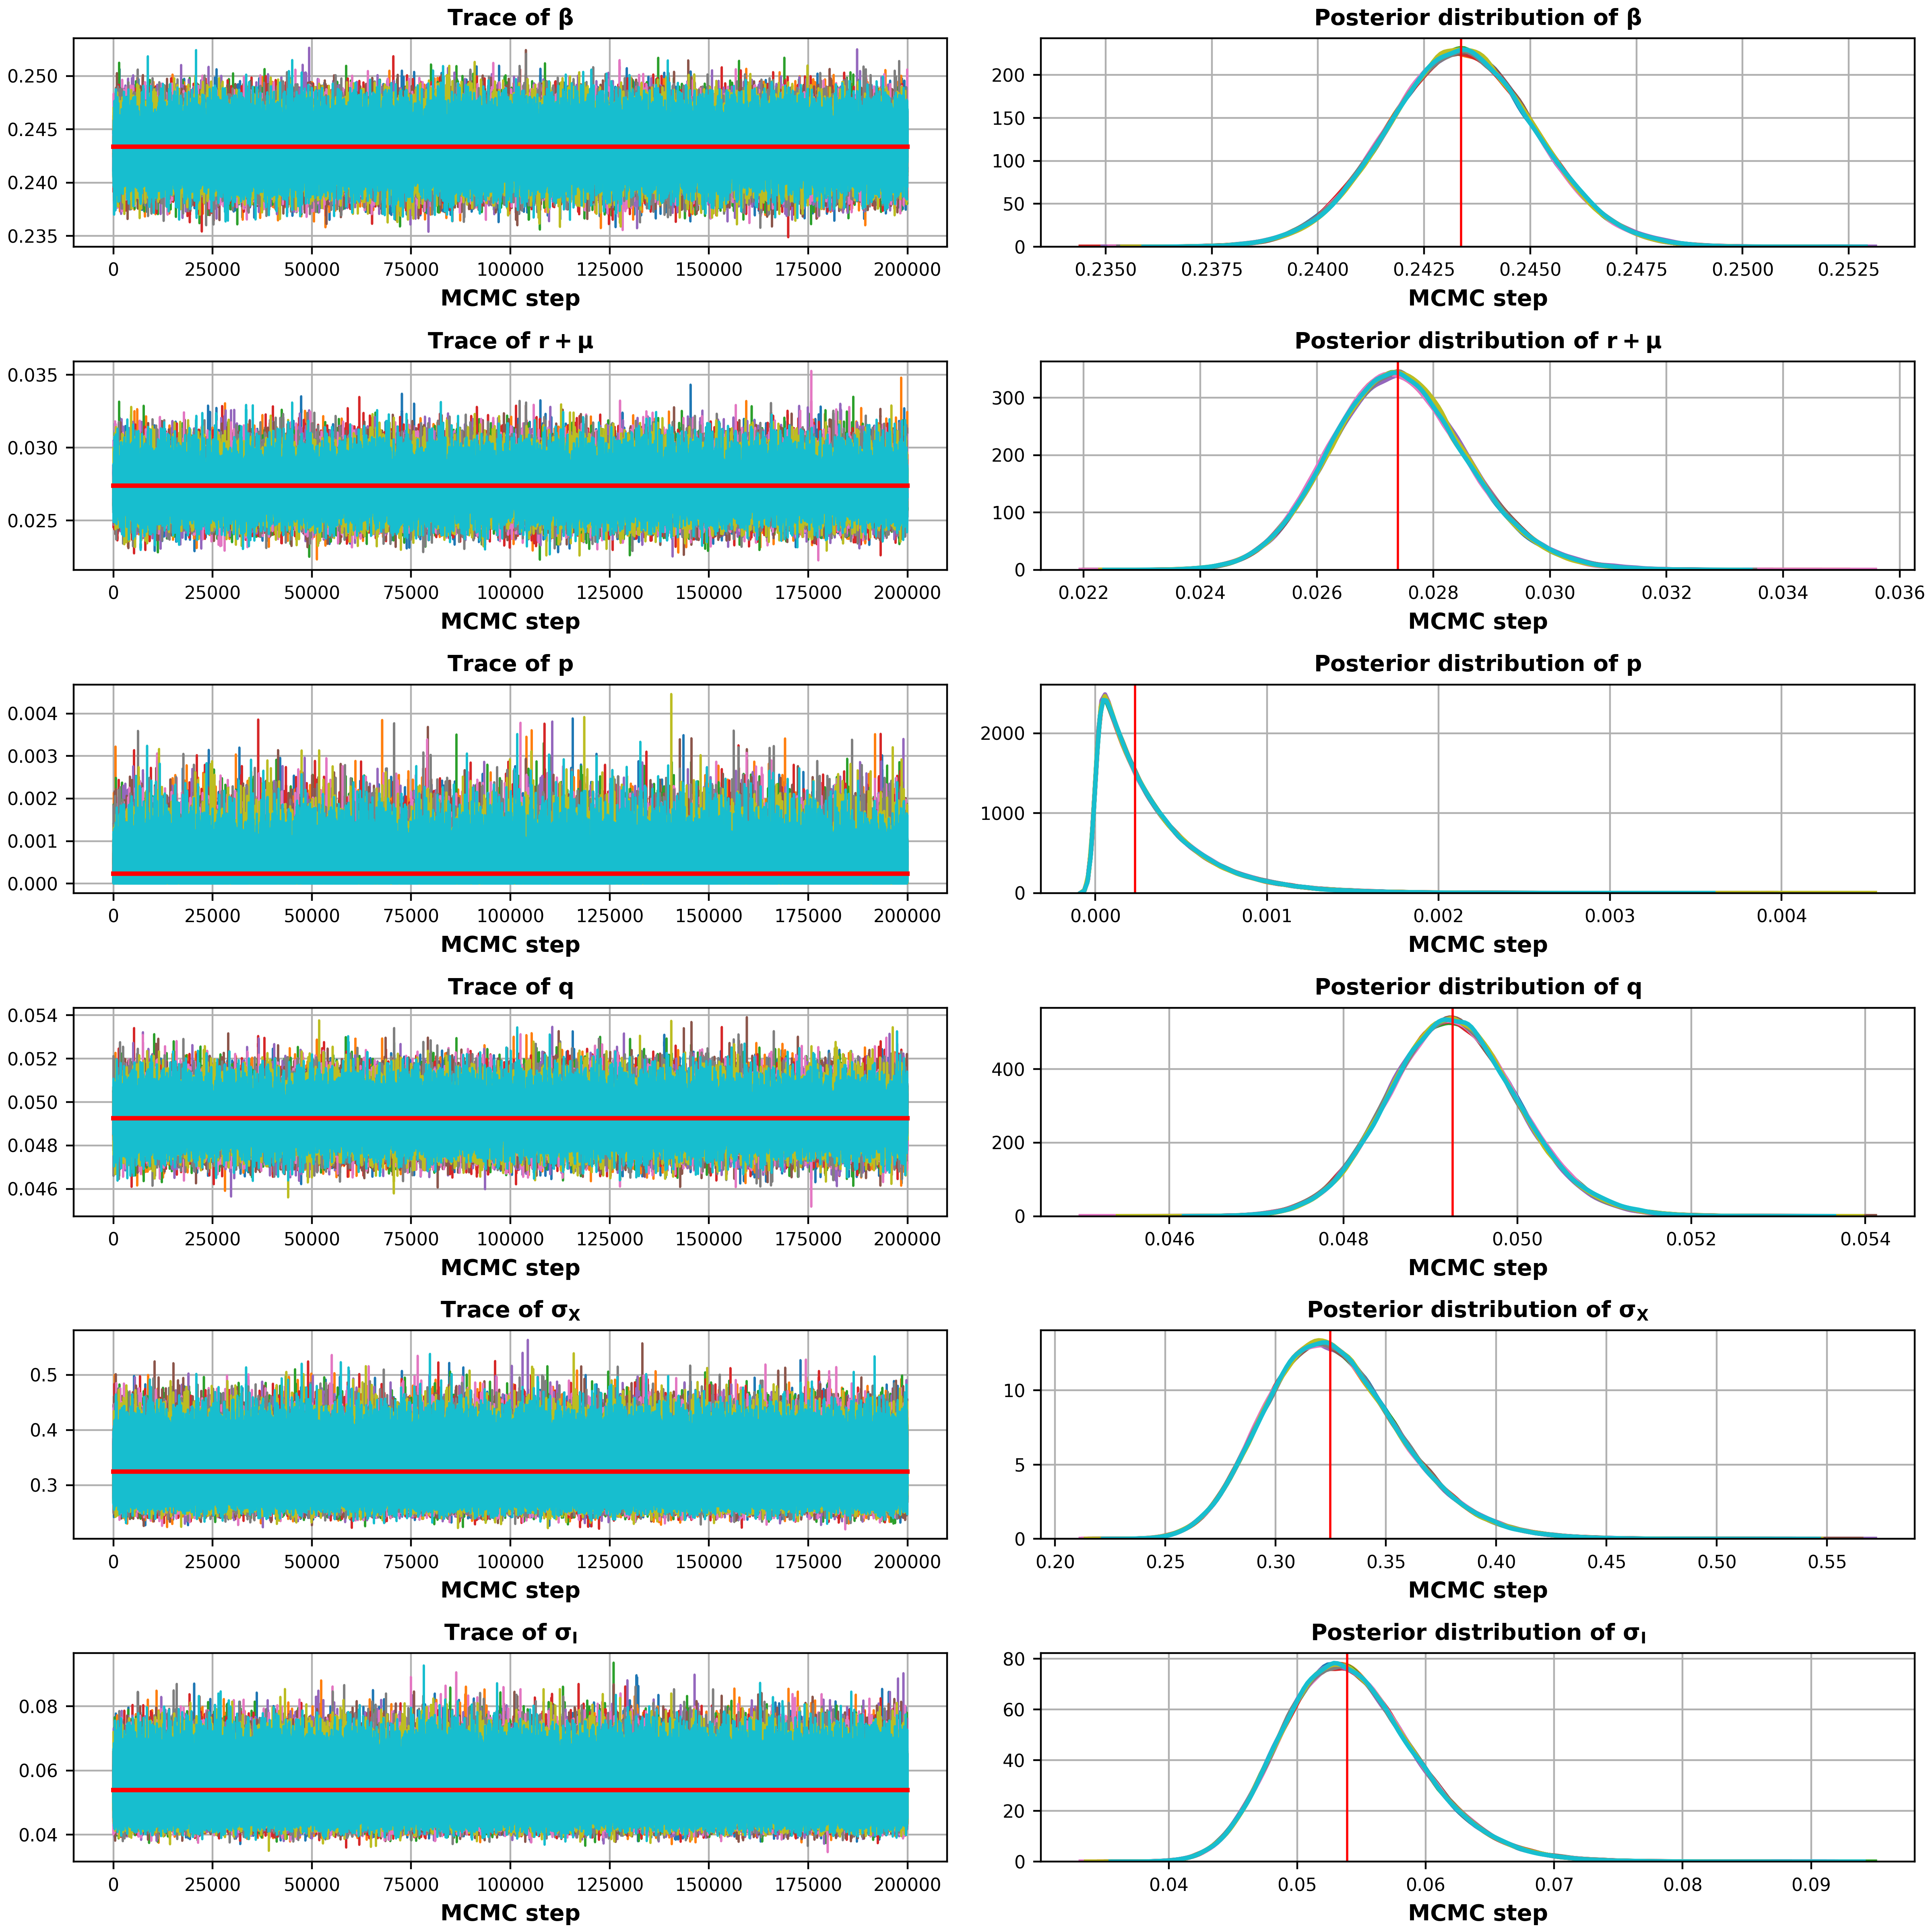 Trace of β
0.250
0.245
0.240
0.235
0 25000 50000 75000 100000 125000 150000 175000 200000
MCMC step
Posterior distribution of β
200
150
100
50
0
0.2350 0.2375 0.2400 0.2425 0.2450 0.2475 0.2500 0.2525
MCMC step
Trace of r + μ
0.035
0.030
0.025
0 25000 50000 75000 100000 125000 150000 175000 200000
MCMC step
Posterior distribution of r + μ
300
200
100
0
0.022 0.024 0.026 0.028 0.030 0.032 0.034 0.036
MCMC step
Trace of p
0.004
0.003
0.002
0.001
0.000
0 25000 50000 75000 100000 125000 150000 175000 200000
MCMC step
Posterior distribution of p
2000
1000
0
0.000 0.001 0.002 0.003 0.004
MCMC step
Trace of q
0.054
0.052
0.050
0.048
0.046
0 25000 50000 75000 100000 125000 150000 175000 200000
MCMC step
Posterior distribution of q
400
200
0
0.046 0.048 0.050 0.052 0.054
MCMC step
Trace of σX
0.5
0.4
0.3
0 25000 50000 75000 100000 125000 150000 175000 200000
MCMC step
Posterior distribution of σX
10
5
0
0.20 0.25 0.30 0.35 0.40 0.45 0.50 0.55
MCMC step
Trace of σI
0.08
0.06
0.04
0 25000 50000 75000 100000 125000 150000 175000 200000
MCMC step
Posterior distribution of σI
80
60
40
20
0
0.04 0.05 0.06 0.07 0.08 0.09
MCMC step